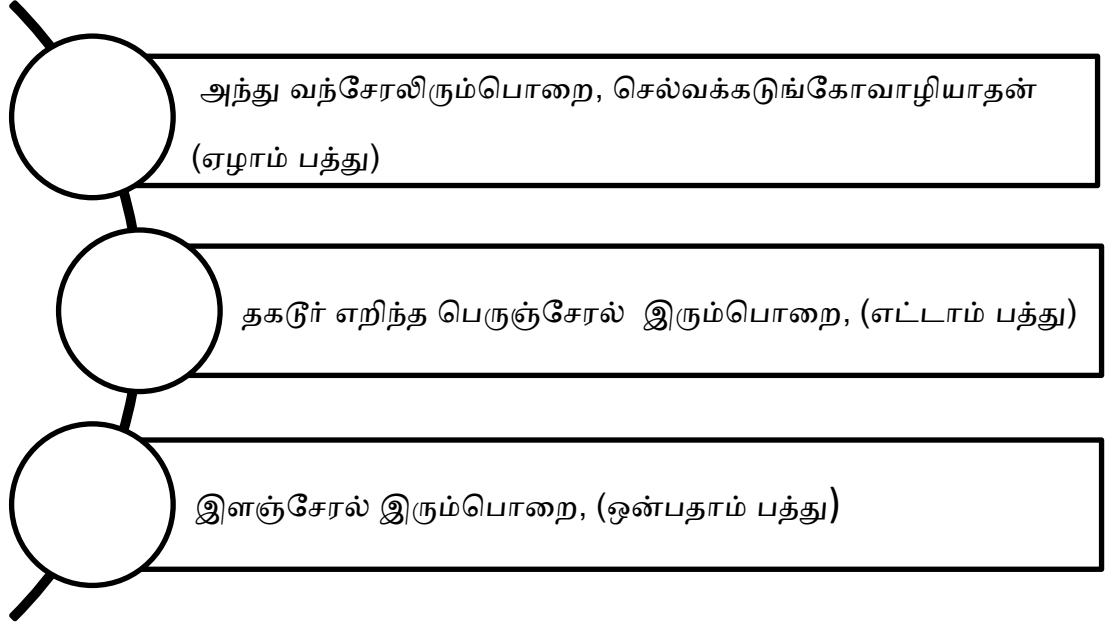 அந்து வந்சேரலிரும்பொறை, செல்வக்கடுங்கோவாழியாதன்
(ஏழாம் பத்து)
தகடூர் எறிந்த பெருஞ்சேரல் இரும்பொறை, (எட்டாம் பத்து)
இளஞ்சேரல் இரும்பொறை, (ஒன்பதாம் பத்து)